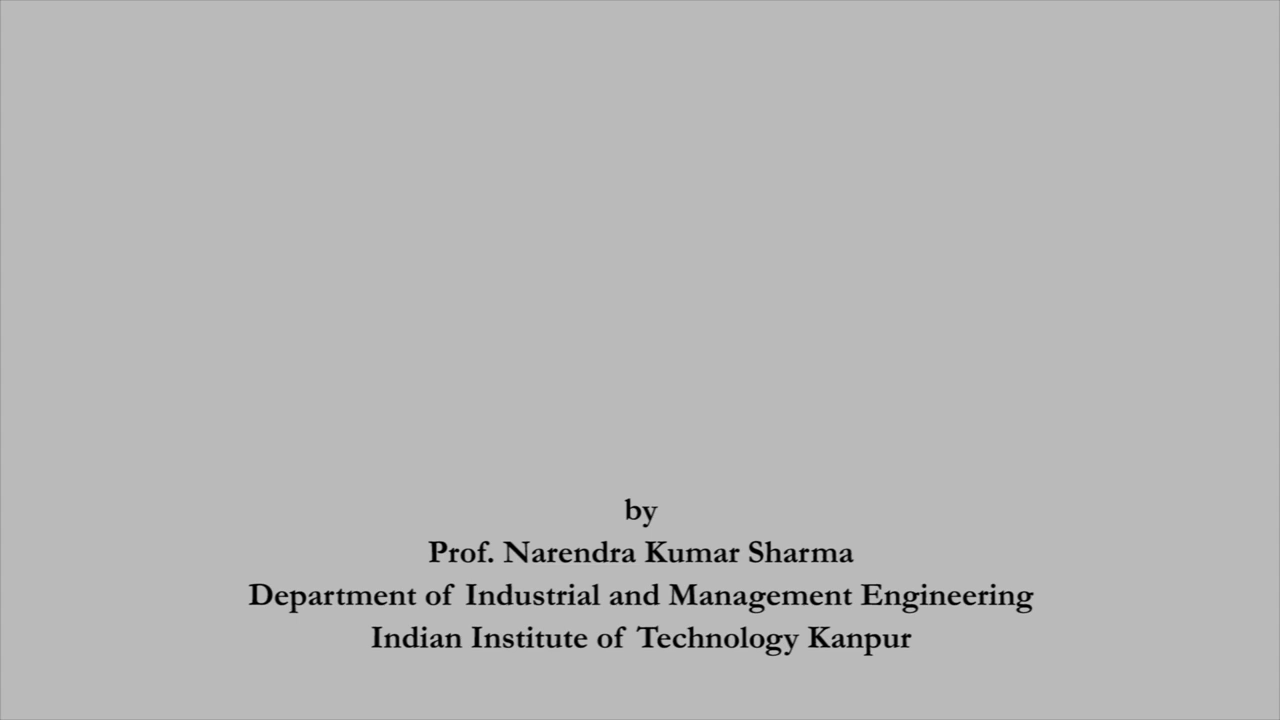 by
Prof. Narendra Kumar Sharma
Department of Industrial and Management Engineering
Indian Institute of Technology Kanpur